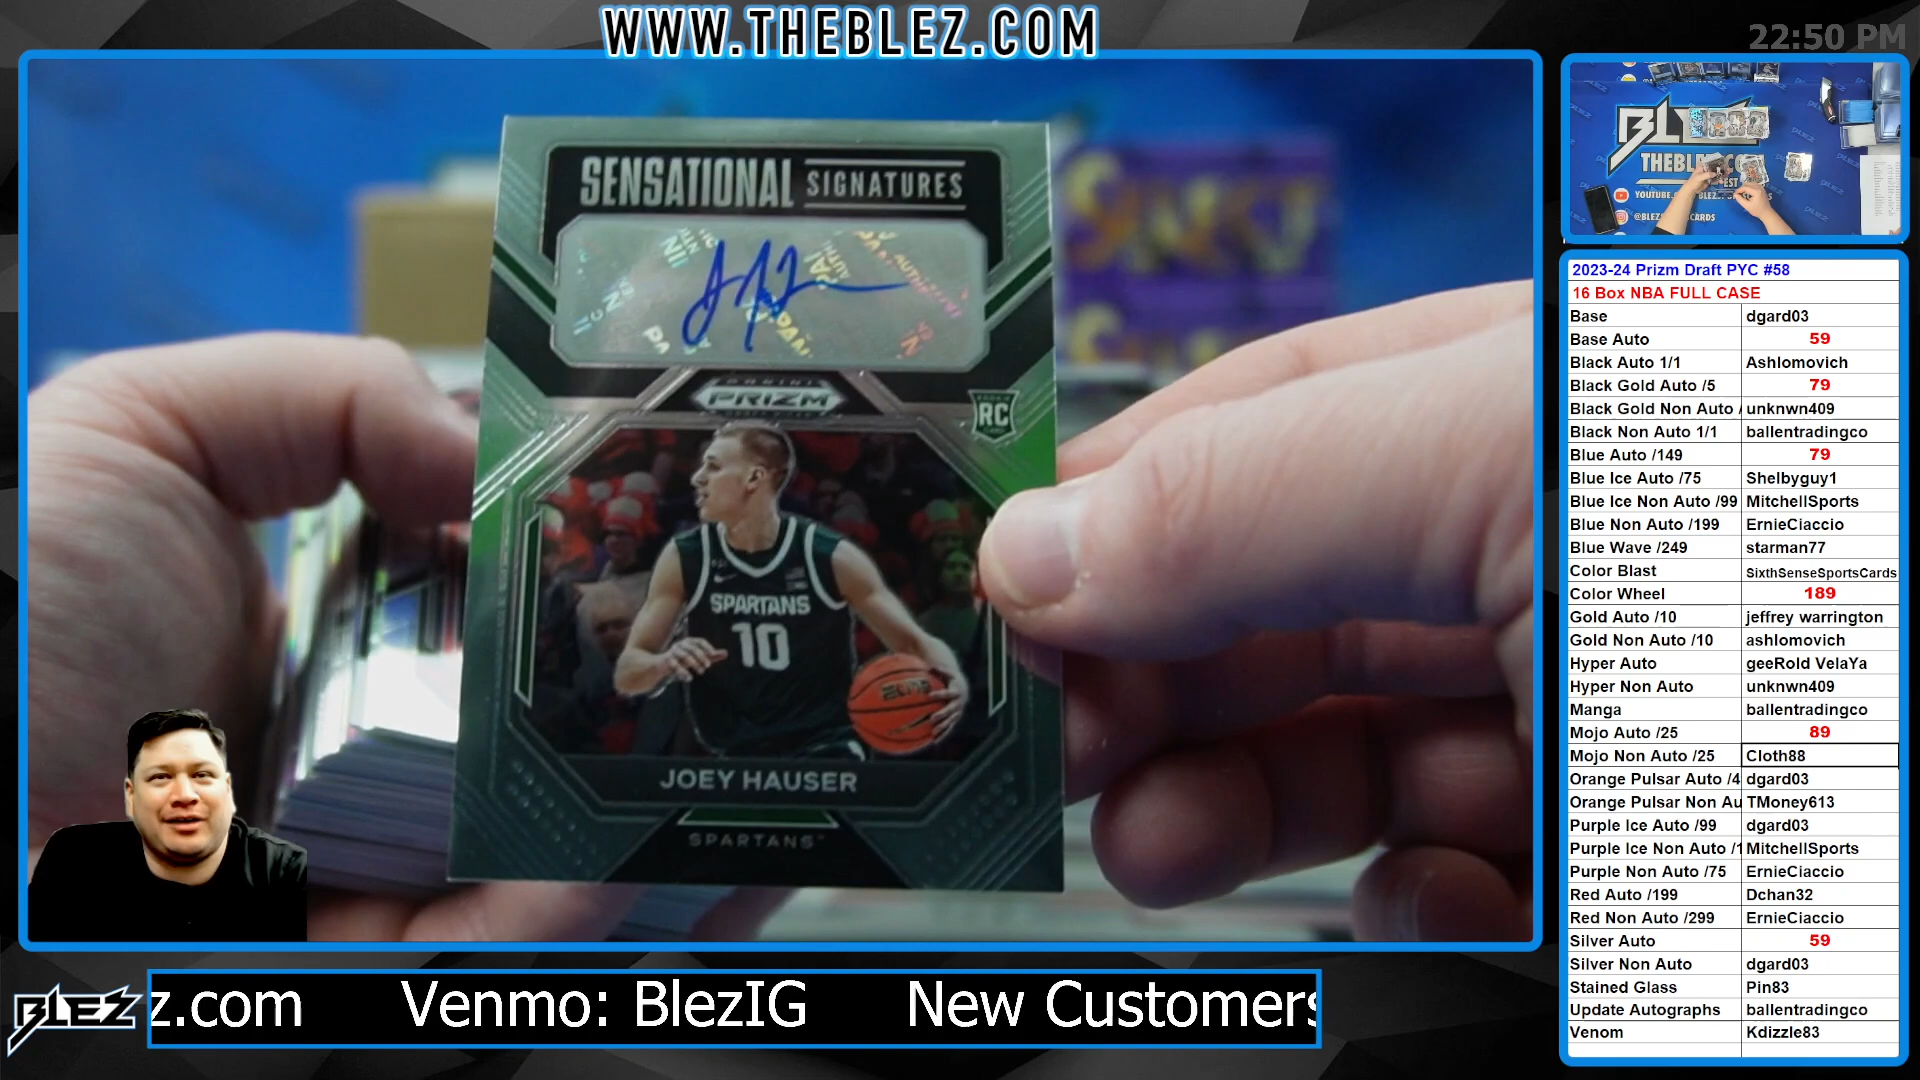 WWW.THEBLEZ.COM
22:50 PM
SENSATIONAL SIGNATURES
PANINI
PRIZM
RC
SPARTANS
10
JOEY HAUSER
SPARTANS
BLEZ
z.com Venmo: BlezIG New Customers
2023-24 Prizm Draft PYC #58
16 Box NBA FULL CASE
Base dgard03
Base Auto 59
Black Auto 1/1 Ashlomovich
Black Gold Auto /5 79
Black Gold Non Auto / unknwn409
Black Non Auto 1/1 ballentradingco
Blue Auto /149 79
Blue Ice Auto /75 Shelbyguy1
Blue Ice Non Auto /99 MitchellSports
Blue Non Auto /199 ErnieCiaccio
Blue Wave /249 starman77
Color Blast SixthSenseSportsCards
Color Wheel 189
Gold Auto /10 jeffrey warrington
Gold Non Auto /10 ashlomovich
Hyper Auto geeRold VelaYa
Hyper Non Auto unknwn409
Manga ballentradingco
Mojo Auto /25 89
Mojo Non Auto /25 Cloth88
Orange Pulsar Auto /4 dgard03
Orange Pulsar Non Au TMoney613
Purple Ice Auto /99 dgard03
Purple Ice Non Auto /1 MitchellSports
Purple Non Auto /75 ErnieCiaccio
Red Auto /199 Dchan32
Red Non Auto /299 ErnieCiaccio
Silver Auto 59
Silver Non Auto dgard03
Stained Glass Pin83
Update Autographs ballentradingco
Venom Kdizzle83